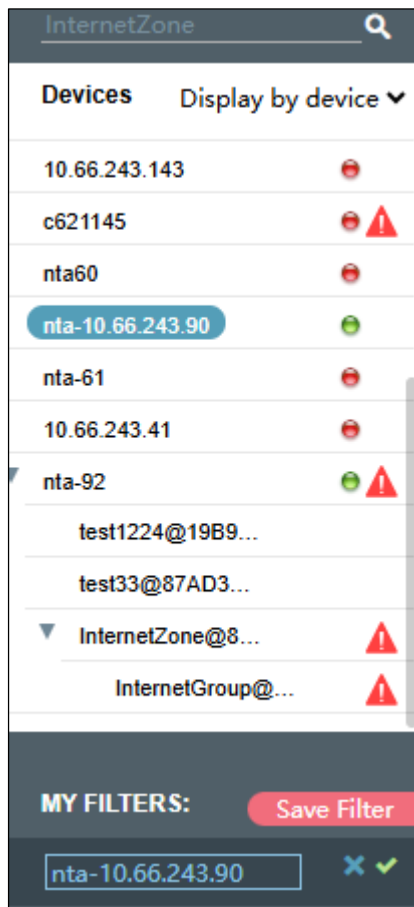 InternetZone
Devices Display by device
10.66.243.143
c621145
nta60
nta-10.66.243.90
nta-61
10.66.243.41
nta-92
test1224@19B9...
test33@87AD3...
InternetZone@8...
InternetGroup@...
MY FILTERS: Save Filter
nta-10.66.243.90